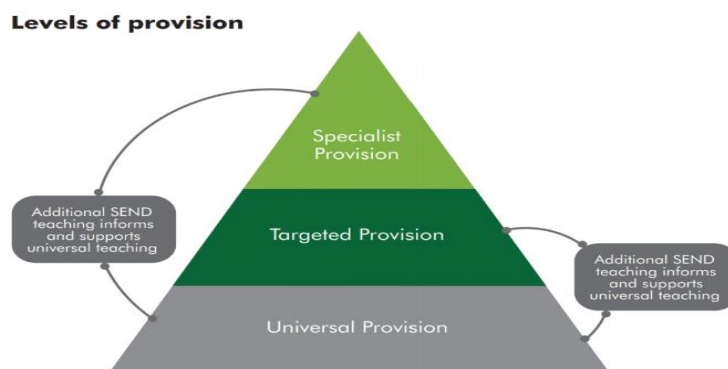 Levels of provision
Specialist
Provision
Additional SEND
teaching informs
and supports
universal teaching
Targeted Provision
Additional SEND
teaching informs
and supports
universal teaching
Universal Provision